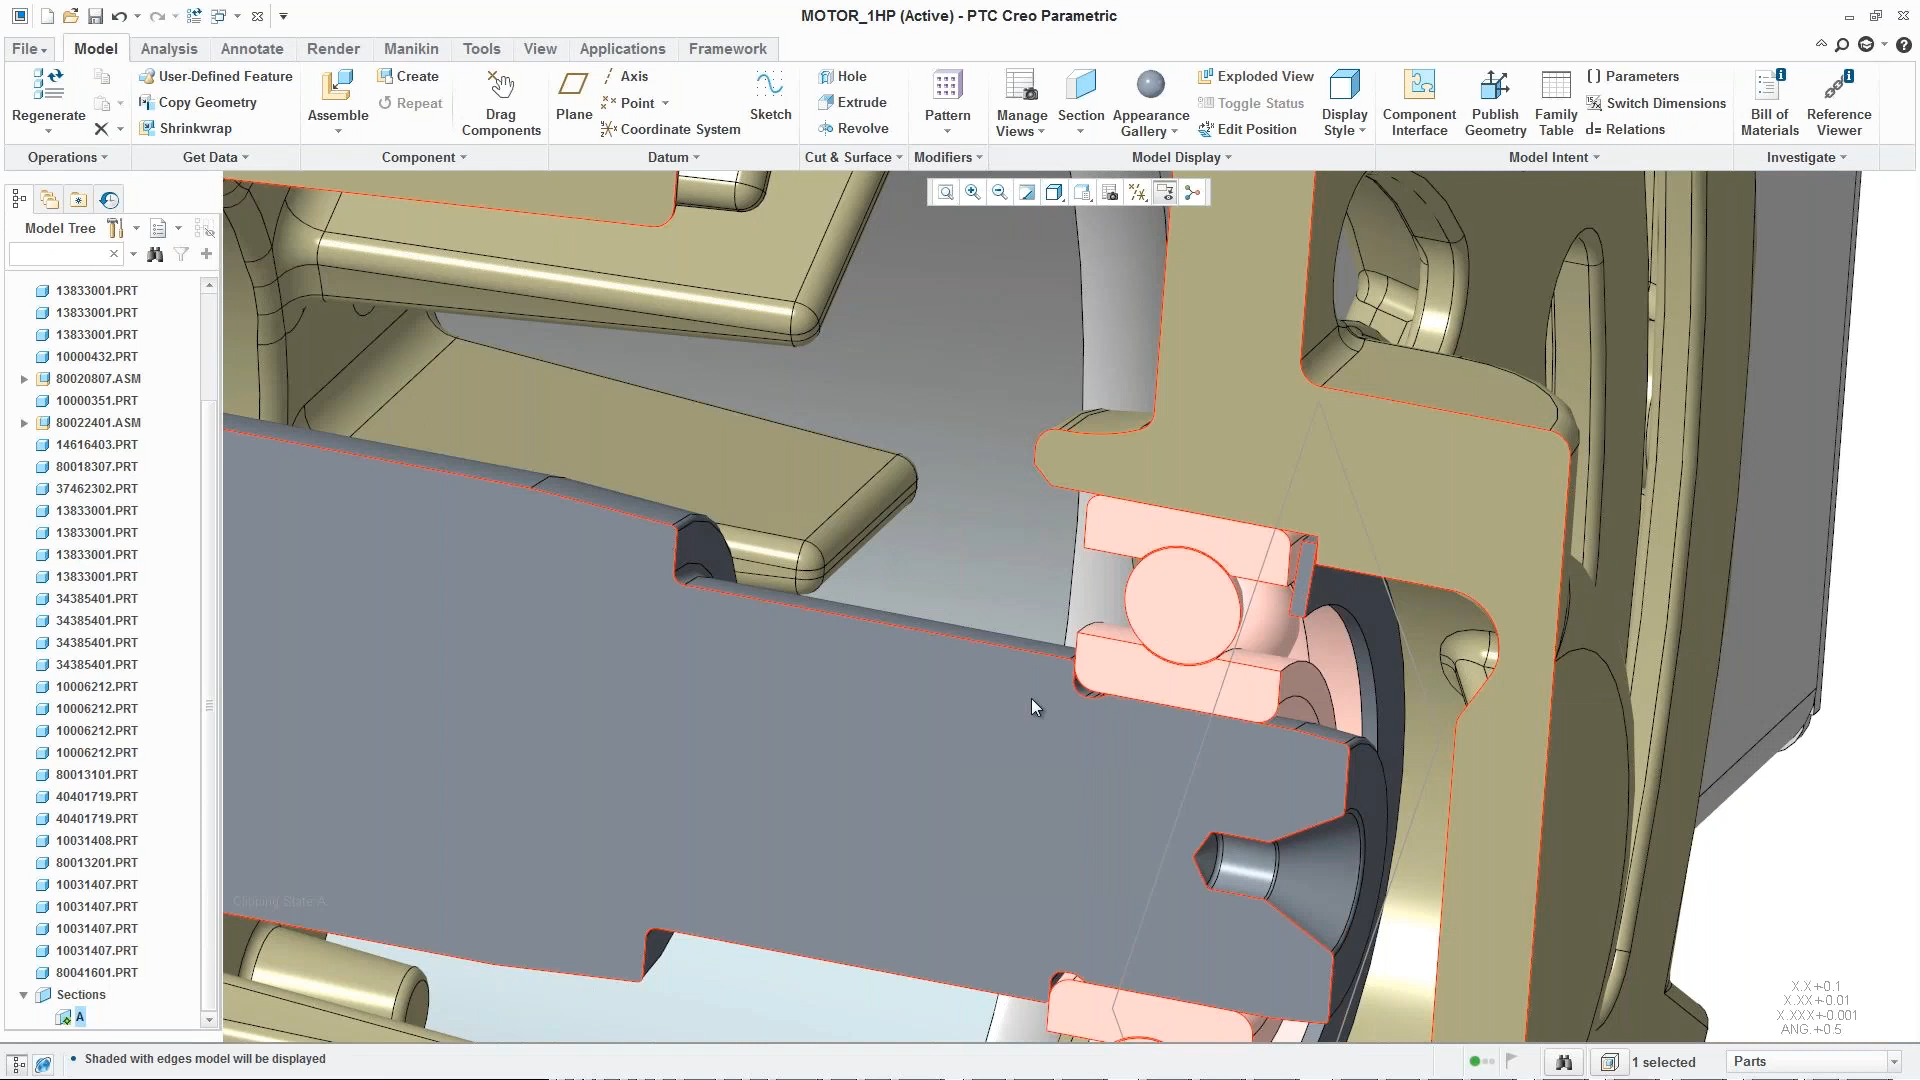 MOTOR_1HP (Active) - PTC Creo Parametric
File
Model
Analysis
Annotate
Render
Manikin
Tools
View
Applications
Framework
Regenerate
User-Defined Feature
Copy Geometry
Shrinkwrap
Assemble
Create
Repeat
Drag
Components
Plane
Axis
Point
Coordinate System
Sketch
Hole
Extrude
Revolve
Pattern
Manage
Views
Section
Appearance
Gallery
Exploded View
Toggle Status
Edit Position
Display
Style
Component
Interface
Publish
Geometry
Family
Table
Parameters
Switch Dimensions
d= Relations
Bill of
Materials
Reference
Viewer
Operations
Get Data
Component
Datum
Cut & Surface
Modifiers
Model Display
Model Intent
Investigate
Model Tree
13833001.PRT
13833001.PRT
13833001.PRT
10000432.PRT
80020807.ASM
10000351.PRT
80022401.ASM
14616403.PRT
80018307.PRT
37462302.PRT
13833001.PRT
13833001.PRT
13833001.PRT
13833001.PRT
34385401.PRT
34385401.PRT
34385401.PRT
34385401.PRT
10006212.PRT
10006212.PRT
10006212.PRT
10006212.PRT
80013101.PRT
40401719.PRT
40401719.PRT
10031408.PRT
80013201.PRT
10031407.PRT
10031407.PRT
10031407.PRT
10031407.PRT
80041601.PRT
Sections
A
Clipping State:A
X.X+-0.1
X.XX+-0.01
X.XXX+-0.001
ANG.+-0.5
Shaded with edges model will be displayed
1 selected
Parts